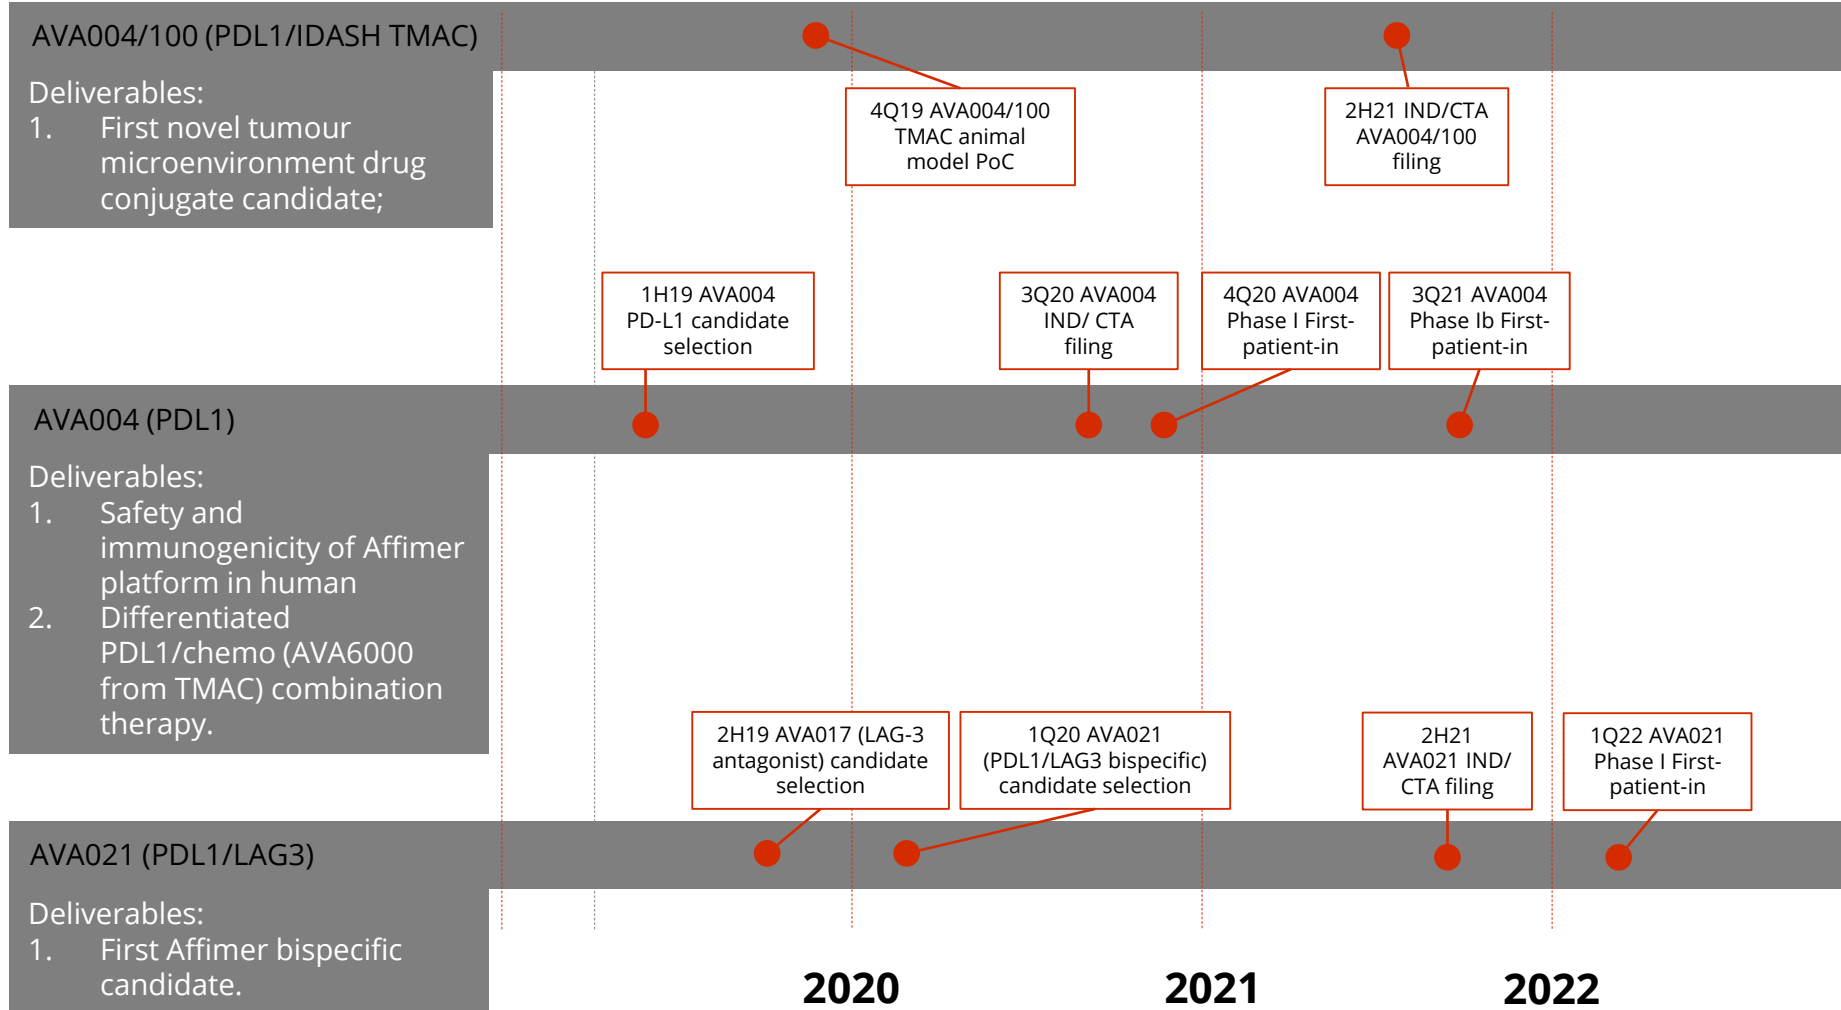 AVA004/100 (PDL1/IDASH TMAC)
Deliverables:
1. First novel tumour
microenvironment drug
conjugate candidate;
4Q19 AVA004/100
TMAC animal
model PoC
2H21 IND/CTA
AVA004/100
filing
1H19 AVA004
PD-L1 candidate
selection
3Q20 AVA004
IND/ CTA
filing
4Q20 AVA004
Phase I First-
patient-in
3Q21 AVA004
Phase Ib First-
patient-in
AVA004 (PDL1)
Deliverables:
1. Safety and
immunogenicity of Affimer
platform in human
2. Differentiated
PDL1/chemo (AVA6000
from TMAC) combination
therapy.
2H19 AVA017 (LAG-3
antagonist) candidate
selection
1Q20 AVA021
(PDL1/LAG3 bispecific)
candidate selection
2H21
AVA021 IND/
CTA filing
1Q22 AVA021
Phase I First-
patient-in
AVA021 (PDL1/LAG3)
Deliverables:
1. First Affimer bispecific
candidate.
2020
2021
2022